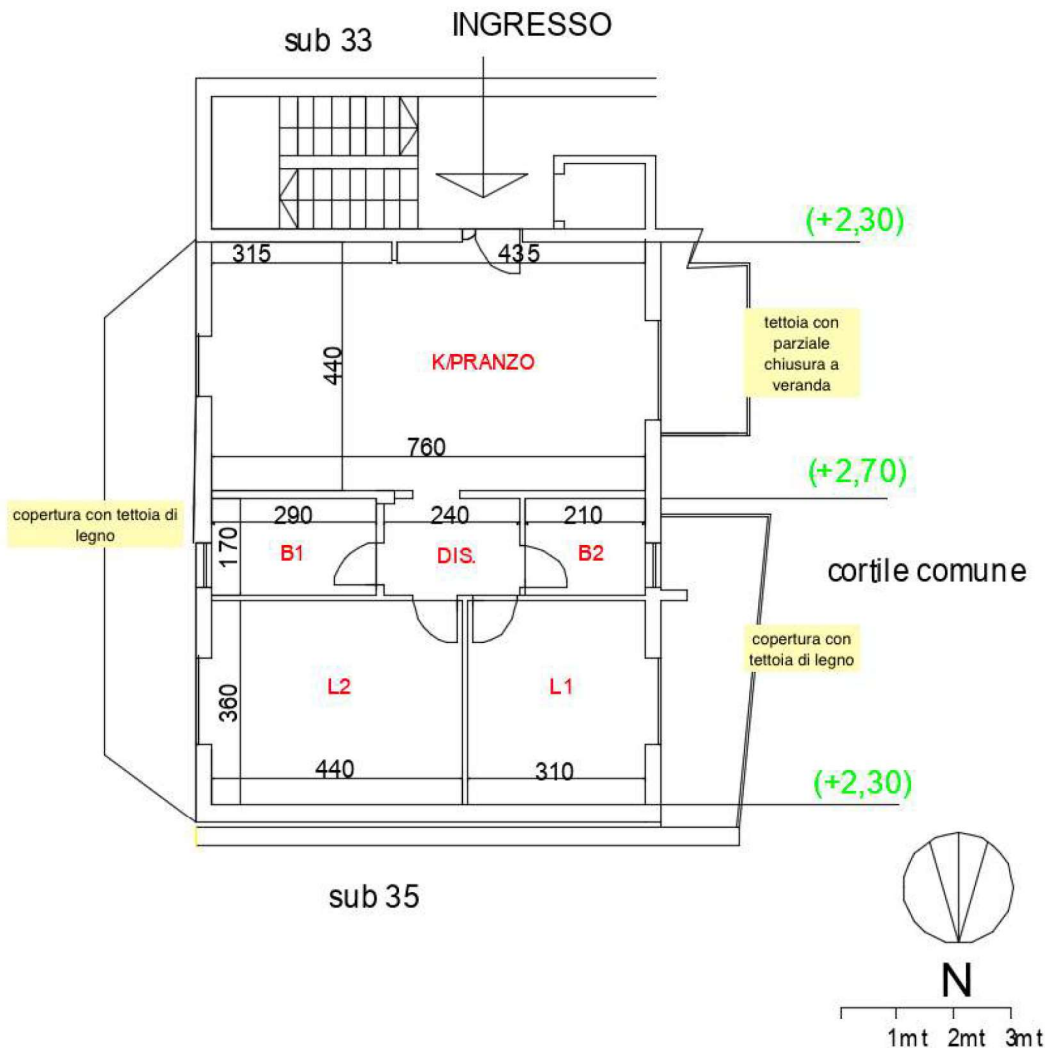 INGRESSO
sub 33
(+2,30)
315
435
tettoia con
parziale
chiusura a
veranda
440
K/PRANZO
760
(+2,70)
copertura con tettoia di
legno
290
240
210
170
B1
DIS.
B2
cortile comune
copertura con
tettoia di legno
L2
L1
360
440
310
(+2,30)
sub 35
N
1mt 2mt 3mt